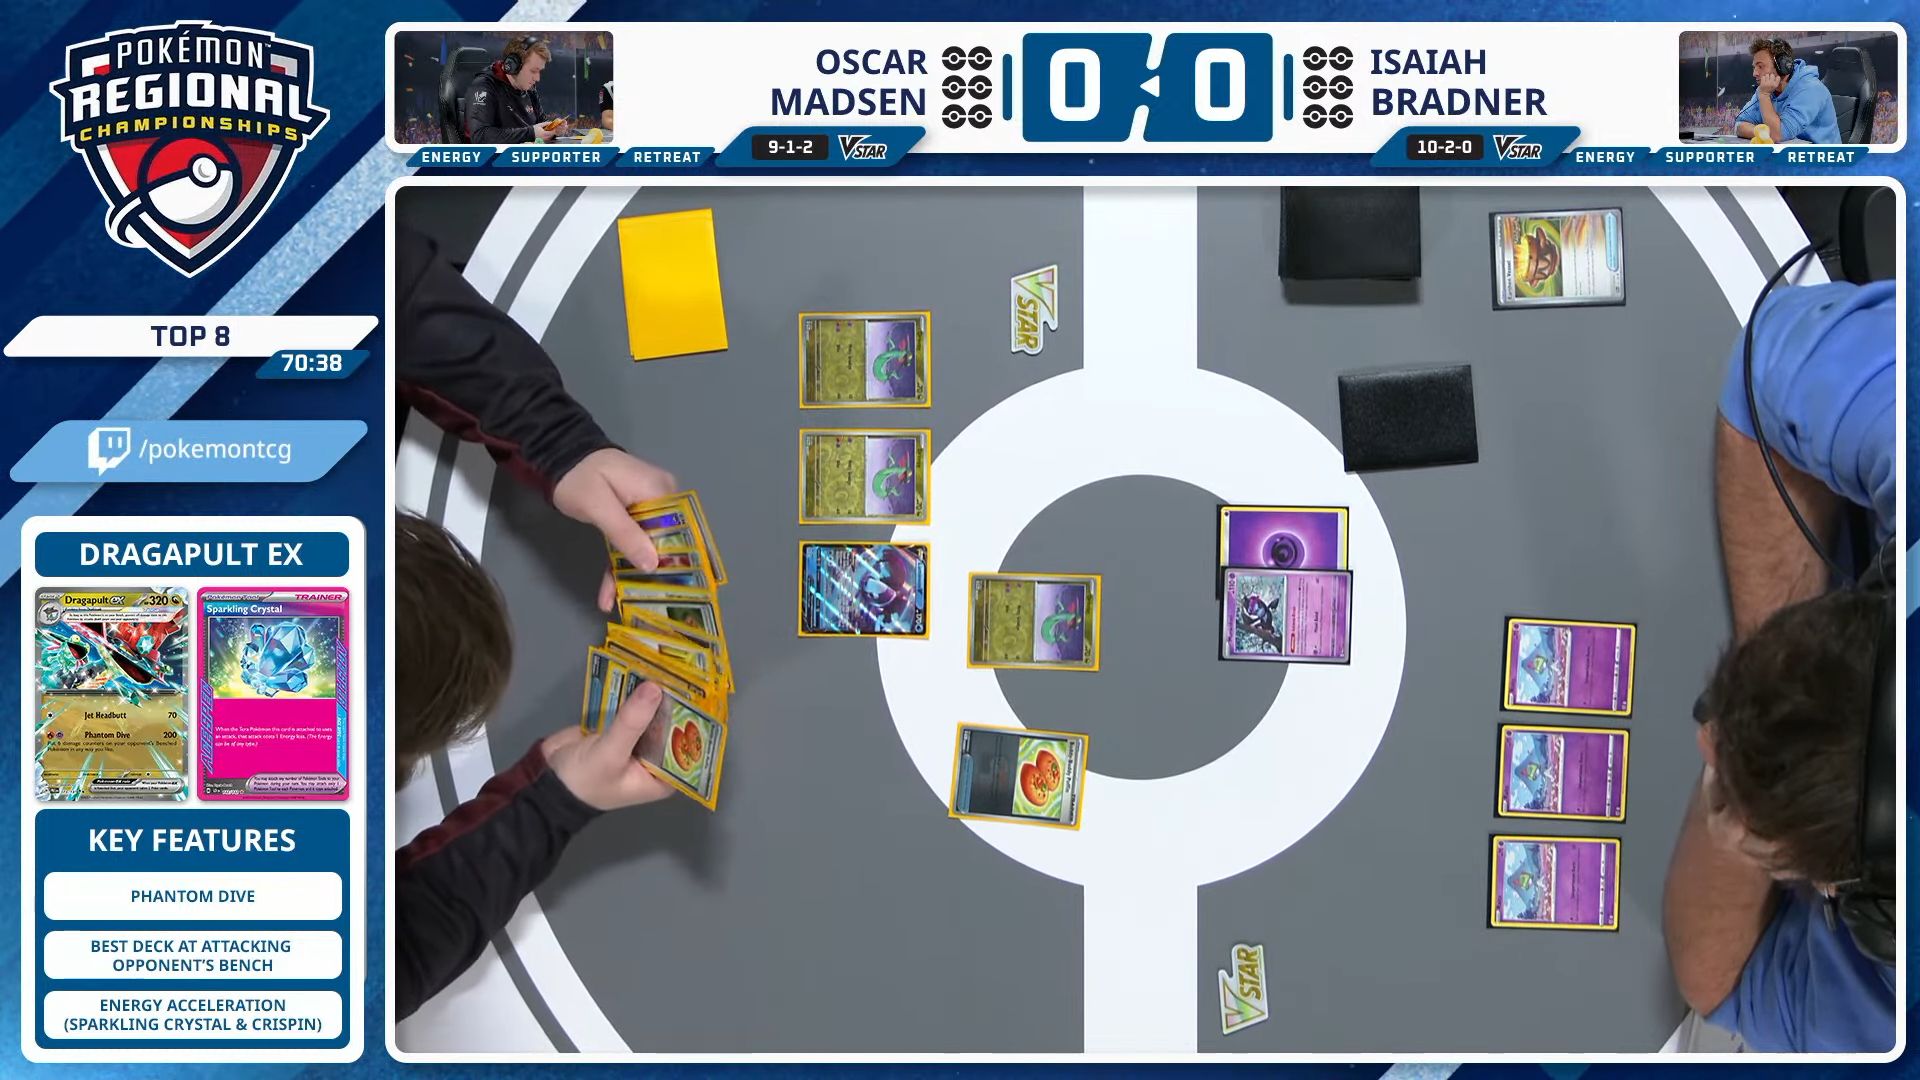 POKÉMON
REGIONAL
CHAMPIONSHIPS
TOP 8
70:38
/pokemontcg
OSCAR
MADSEN
0
0
ISAIAH
BRADNER
9-1-2
VSTAR
10-2-0
VSTAR
ENERGY
SUPPORTER
RETREAT
ENERGY
SUPPORTER
RETREAT
VSTAR
VSTAR
DRAGAPULT EX
Dragapult ex
320
Jet Headbutt 70
Phantom Dive 200
TRAINER
Sparkling Crystal
KEY FEATURES
PHANTOM DIVE
BEST DECK AT ATTACKING
OPPONENT'S BENCH
ENERGY ACCELERATION
(SPARKLING CRYSTAL & CRISPIN)